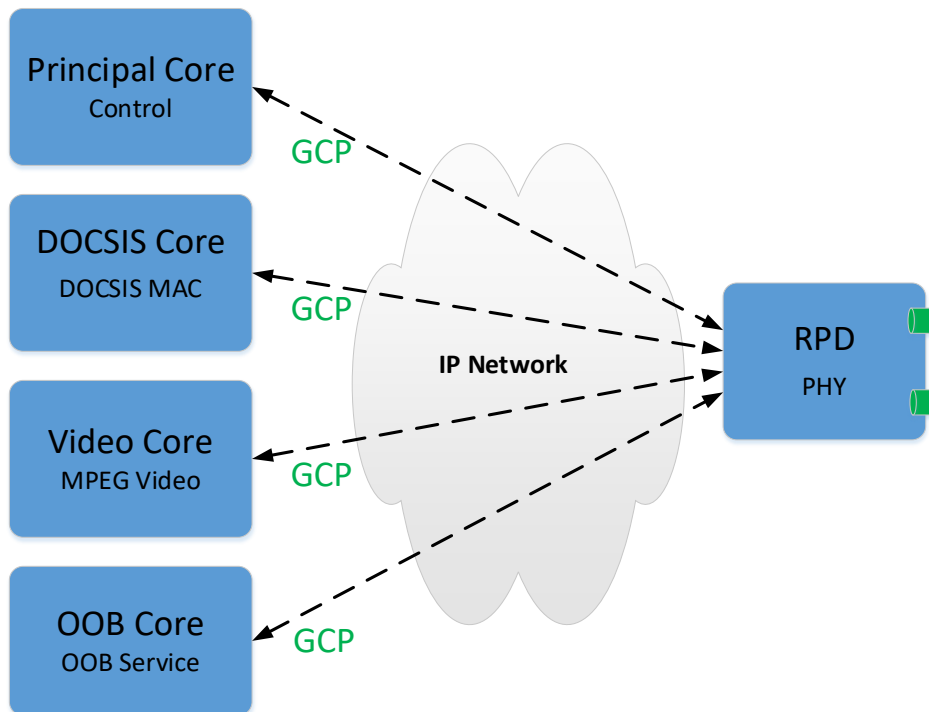 Principal Core
Control
GCP
DOCSIS Core
DOCSIS MAC
GCP
IP Network
RPD
PHY
Video Core
MPEG Video
GCP
OOB Core
OOB Service
GCP